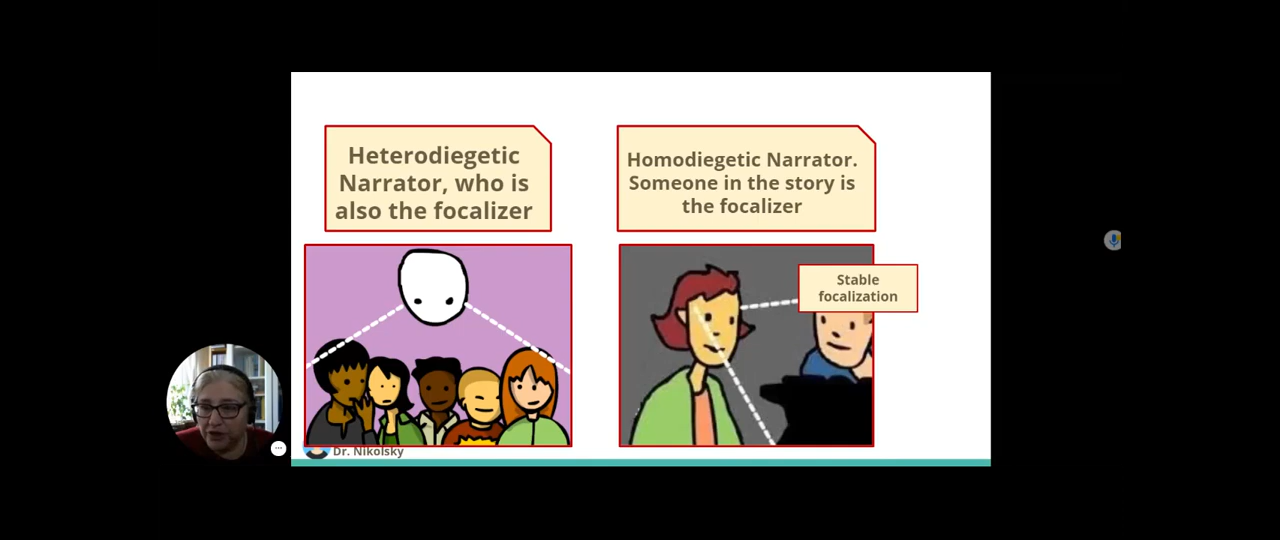 Heterodiegetic
Narrator, who is
also the focalizer
Homodiegetic Narrator.
Someone in the story is
the focalizer
Stable
focalization
Dr. Nikolsky